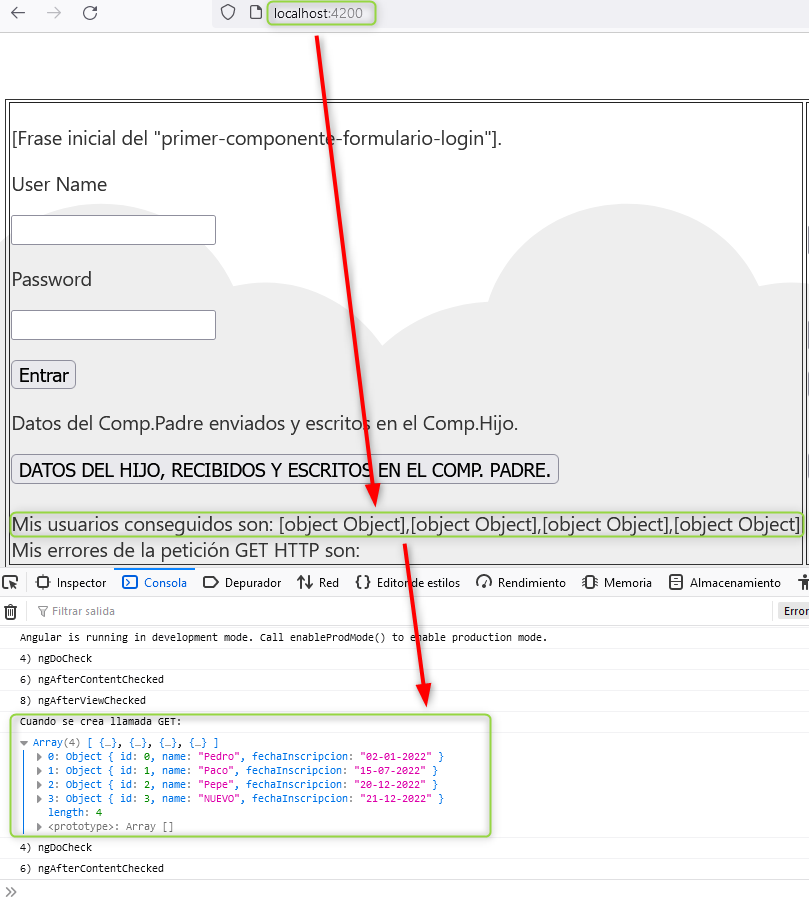 localhost:4200
[Frase inicial del "primer-componente-formulario-login"].
User Name
Password
Entrar
Datos del Comp.Padre enviados y escritos en el Comp.Hijo.
DATOS DEL HIJO, RECIBIDOS Y ESCRITOS EN EL COMP. PADRE.
Mis usuarios conseguidos son: [object Object],[object Object],[object Object],[object Object]
Mis errores de la petición GET HTTP son:
Inspector Consola Depurador Red Editor de estilos Rendimiento Memoria Almacenamiento
Filtrar salida Error
Angular is running in development mode. Call enableProdMode() to enable production mode.
4) ngDoCheck
6) ngAfterContentChecked
8) ngAfterViewChecked
Cuando se crea llamada GET:
Array(4) [ {…}, {…}, {…}, {…} ]
0: Object { id: 0, name: "Pedro", fechaInscripcion: "02-01-2022" }
1: Object { id: 1, name: "Paco", fechaInscripcion: "15-07-2022" }
2: Object { id: 2, name: "Pepe", fechaInscripcion: "20-12-2022" }
3: Object { id: 3, name: "NUEVO", fechaInscripcion: "21-12-2022" }
length: 4
<prototype>: Array []
4) ngDoCheck
6) ngAfterContentChecked